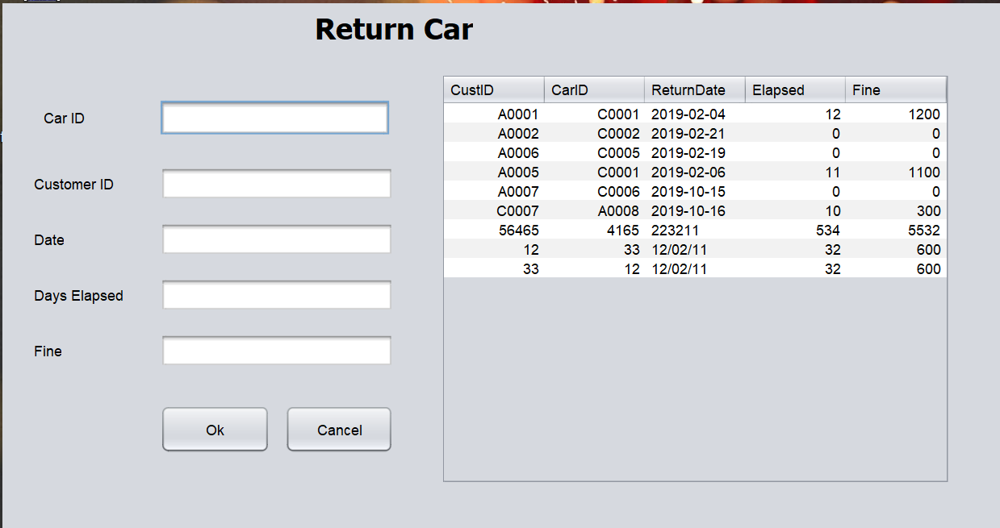 Return Car
Car ID
Customer ID
Date
Days Elapsed
Fine
Ok Cancel
CustID CarID ReturnDate Elapsed Fine
A0001 C0001 2019-02-04 12 1200
A0002 C0002 2019-02-21 0 0
A0006 C0005 2019-02-19 0 0
A0005 C0001 2019-02-06 11 1100
A0007 C0006 2019-10-15 0 0
C0007 A0008 2019-10-16 10 300
56465 4165 223211 534 5532
12 33 12/02/11 32 600
33 12 12/02/11 32 600